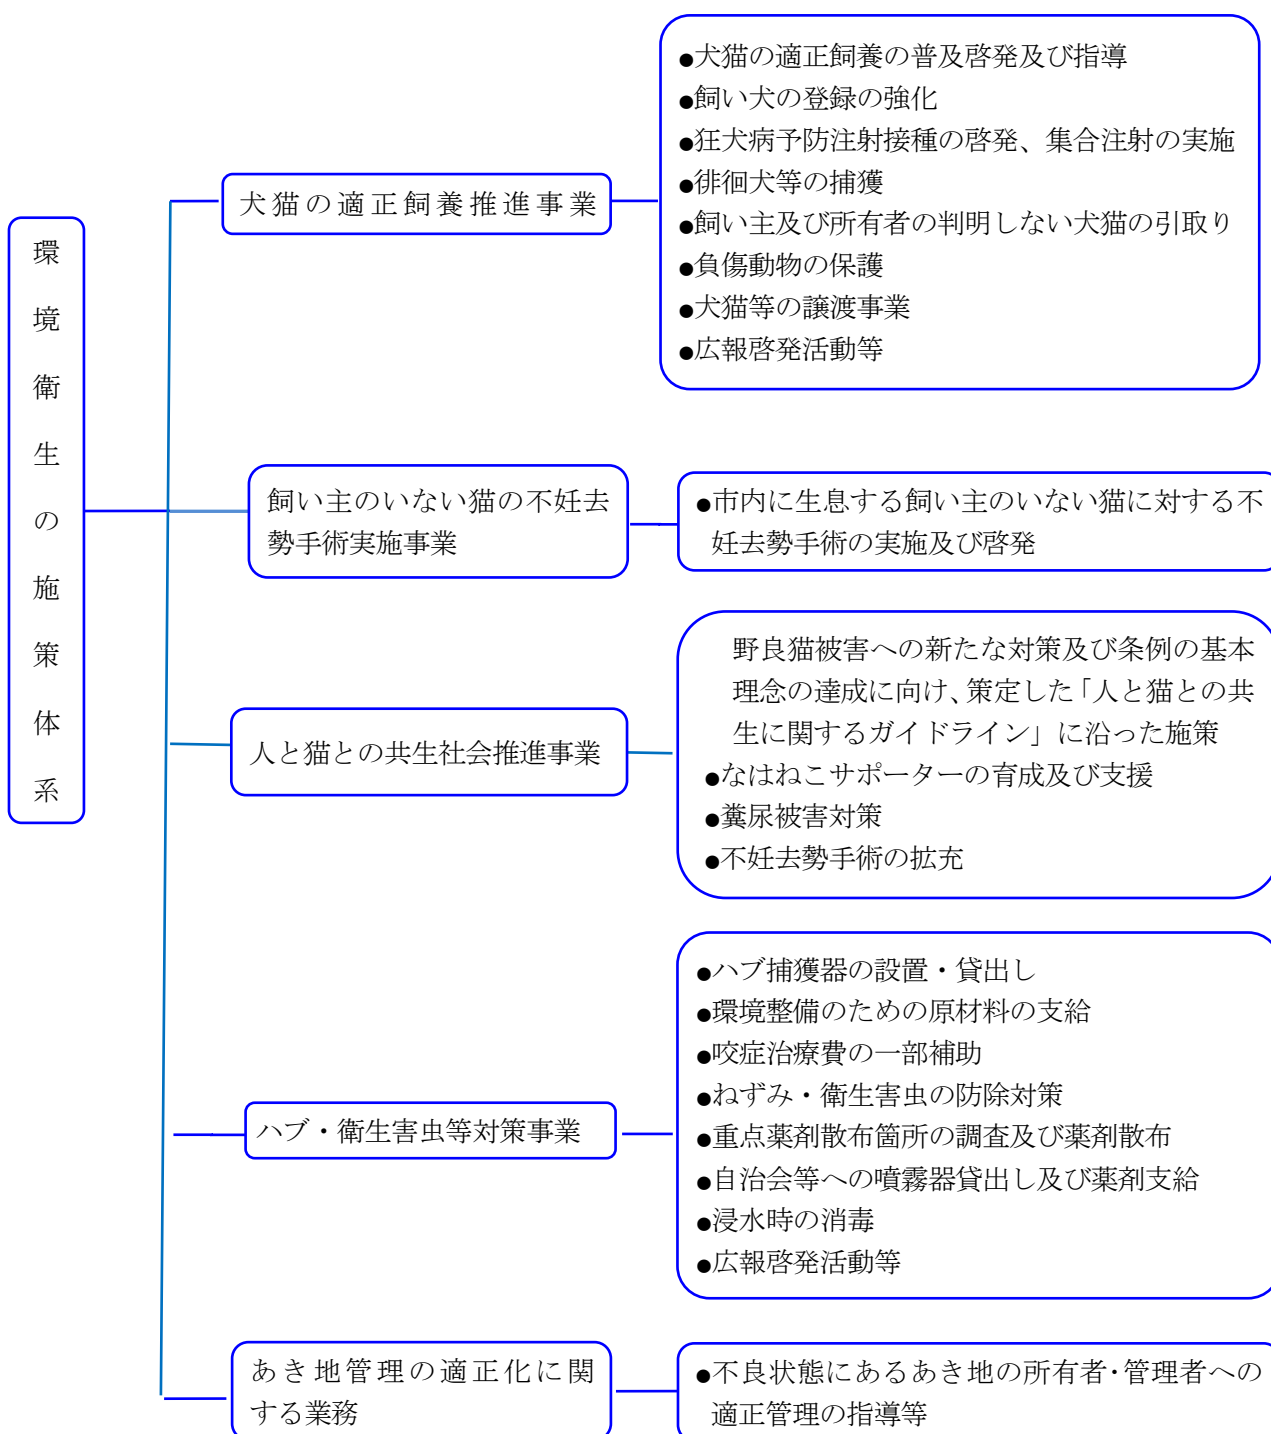 環境衛生の施策体系
犬猫の適正飼養推進事業
●犬猫の適正飼養の普及啓発及び指導
●飼い犬の登録の強化
●狂犬病予防注射接種の啓発、集合注射の実施
●徘徊犬等の捕獲
●飼い主及び所有者の判明しない犬猫の引取り
●負傷動物の保護
●犬猫等の譲渡事業
●広報啓発活動等
飼い主のいない猫の不妊去
勢手術実施事業
●市内に生息する飼い主のいない猫に対する不
妊去勢手術の実施及び啓発
人と猫との共生社会推進事業
野良猫被害への新たな対策及び条例の基本
理念の達成に向け、策定した「人と猫との共
生に関するガイドライン」に沿った施策
●なはねこサポーターの育成及び支援
●糞尿被害対策
●不妊去勢手術の拡充
ハブ・衛生害虫等対策事業
●ハブ捕獲器の設置・貸出し
●環境整備のための原材料の支給
●咬症治療費の一部補助
●ねずみ・衛生害虫の防除対策
●重点薬剤散布箇所の調査及び薬剤散布
●自治会等への噴霧器貸出し及び薬剤支給
●浸水時の消毒
●広報啓発活動等
あき地管理の適正化に関
する業務
●不良状態にあるあき地の所有者・管理者への
適正管理の指導等